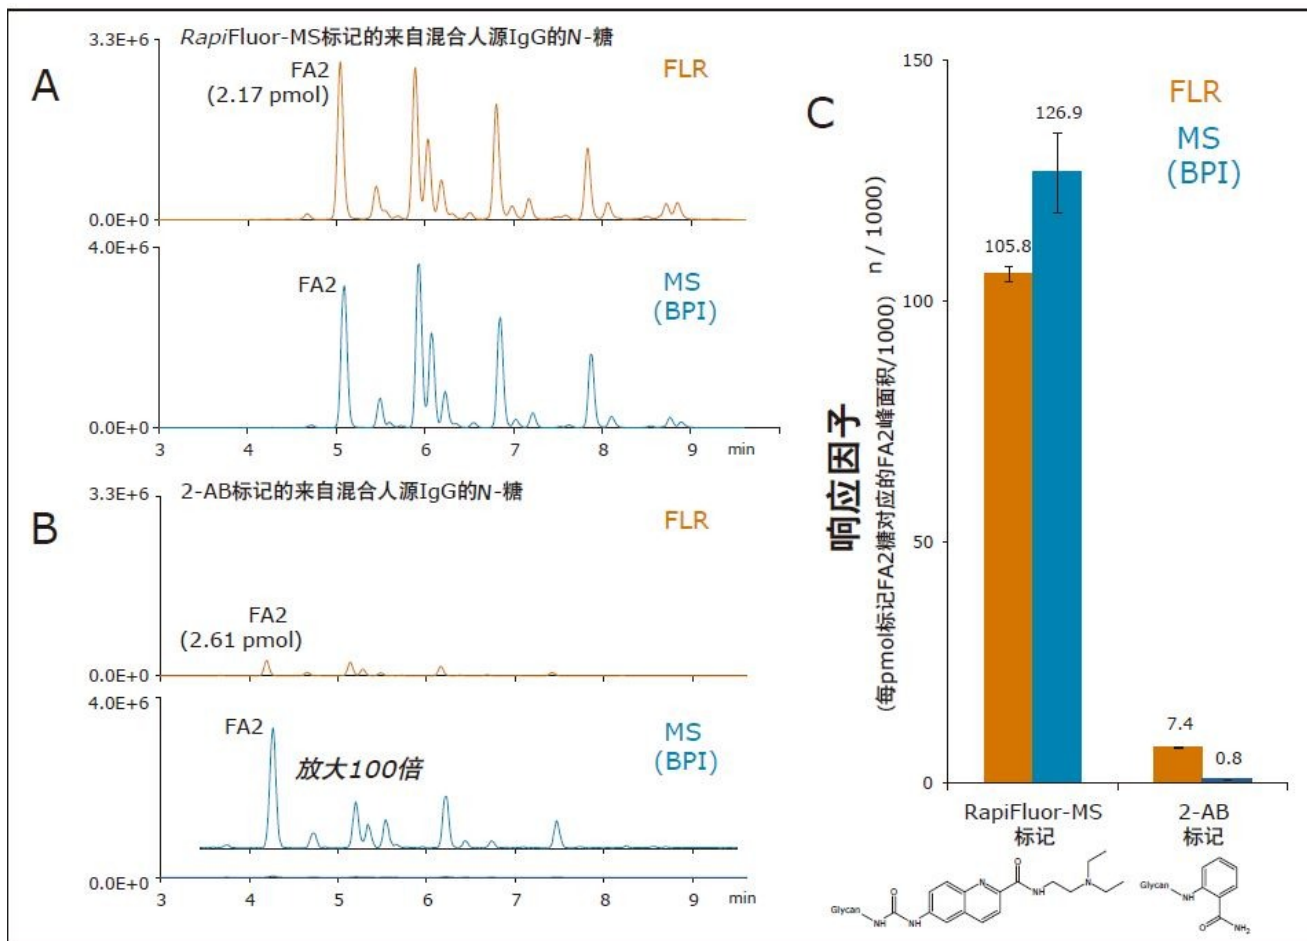 A
RapiFluor-MS标记的来自混合人源IgG的N-糖
3.3E+6
FA2
(2.17 pmol)
FLR
0.0E+0
4.0E+6
FA2
MS
(BPI)
0.0E+0
3 4 5 6 7 8 9 min
B
2-AB标记的来自混合人源IgG的N-糖
3.3E+6
FLR
FA2
(2.61 pmol)
0.0E+0
3 4 5 6 7 8 9
4.0E+6
FA2
放大100倍
MS
(BPI)
0.0E+0
3 4 5 6 7 8 9 min
C
FLR
MS
(BPI)
响应因子
(每pmol标记FA2糖对应的FA2峰面积/1000)
n / 1000)
150
100
50
0
105.8
126.9
7.4
0.8
RapiFluor-MS
标记
2-AB
标记
Glycan
NH
O
NH
N
O
NH
N
Glycan
NH
O
NH2